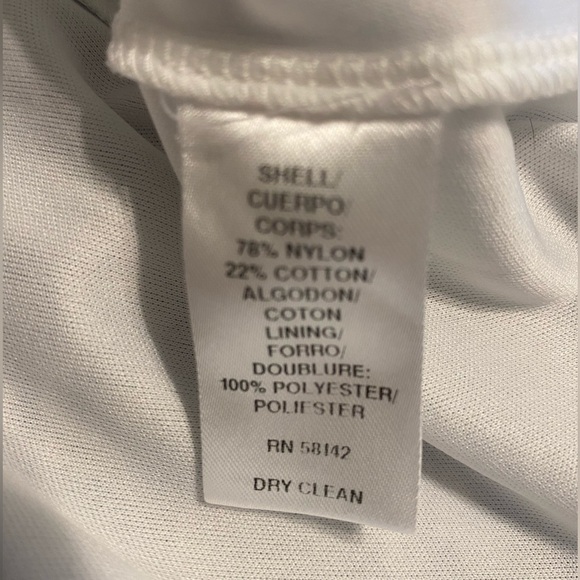 SHELL/
CUERPO/
CORPS:
78% NYLON
22% COTTON/
ALGODON/
COTON
LINING/
FORRO/
DOUBLURE:
100% POLYESTER/
POLIESTER
RN 58142
DRY CLEAN